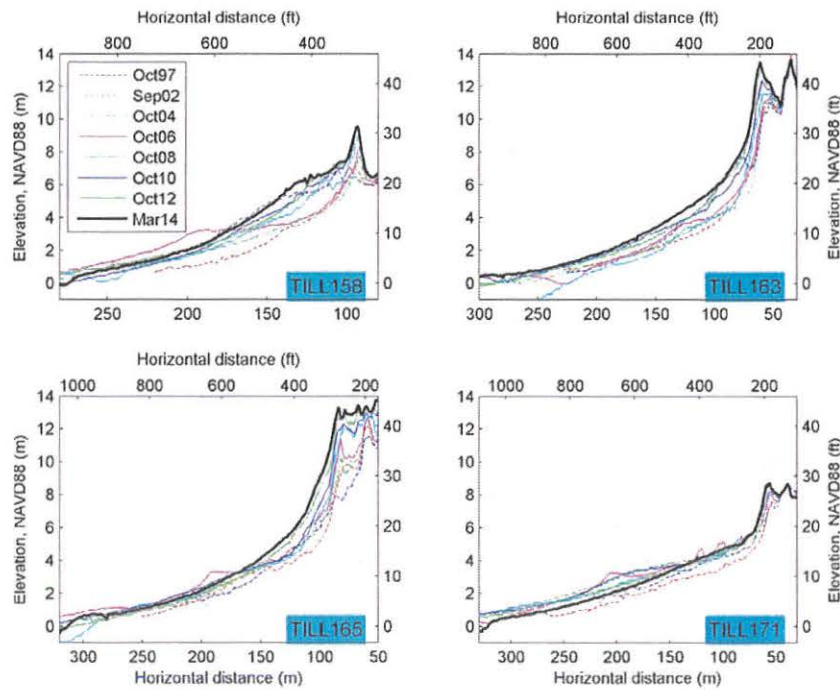 Horizontal distance (ft)
Horizontal distance (ft)
800 600 400
800 600 400 200
14 12 10 8 6 4 2 0
Elevation, NAVD88 (m)
Oct97
Sep02
Oct04
Oct06
Oct08
Oct10
Oct12
Mar14
40 30 20 10 0
TILL158
250 200 150 100
14 12 10 8 6 4 2 0
Elevation, NAVD88 (m)
40 30 20 10 0
Elevation, NAVD88 (ft)
TILL163
300 250 200 150 100 50
Horizontal distance (ft)
Horizontal distance (ft)
1000 800 600 400 200
1000 800 600 400 200
14 12 10 8 6 4 2 0
Elevation, NAVD88 (m)
40 30 20 10 0
TILL165
300 250 200 150 100 50
Horizontal distance (m)
14 12 10 8 6 4 2 0
Elevation, NAVD88 (m)
40 30 20 10 0
Elevation, NAVD88 (ft)
TILL171
300 250 200 150 100 50
Horizontal distance (m)